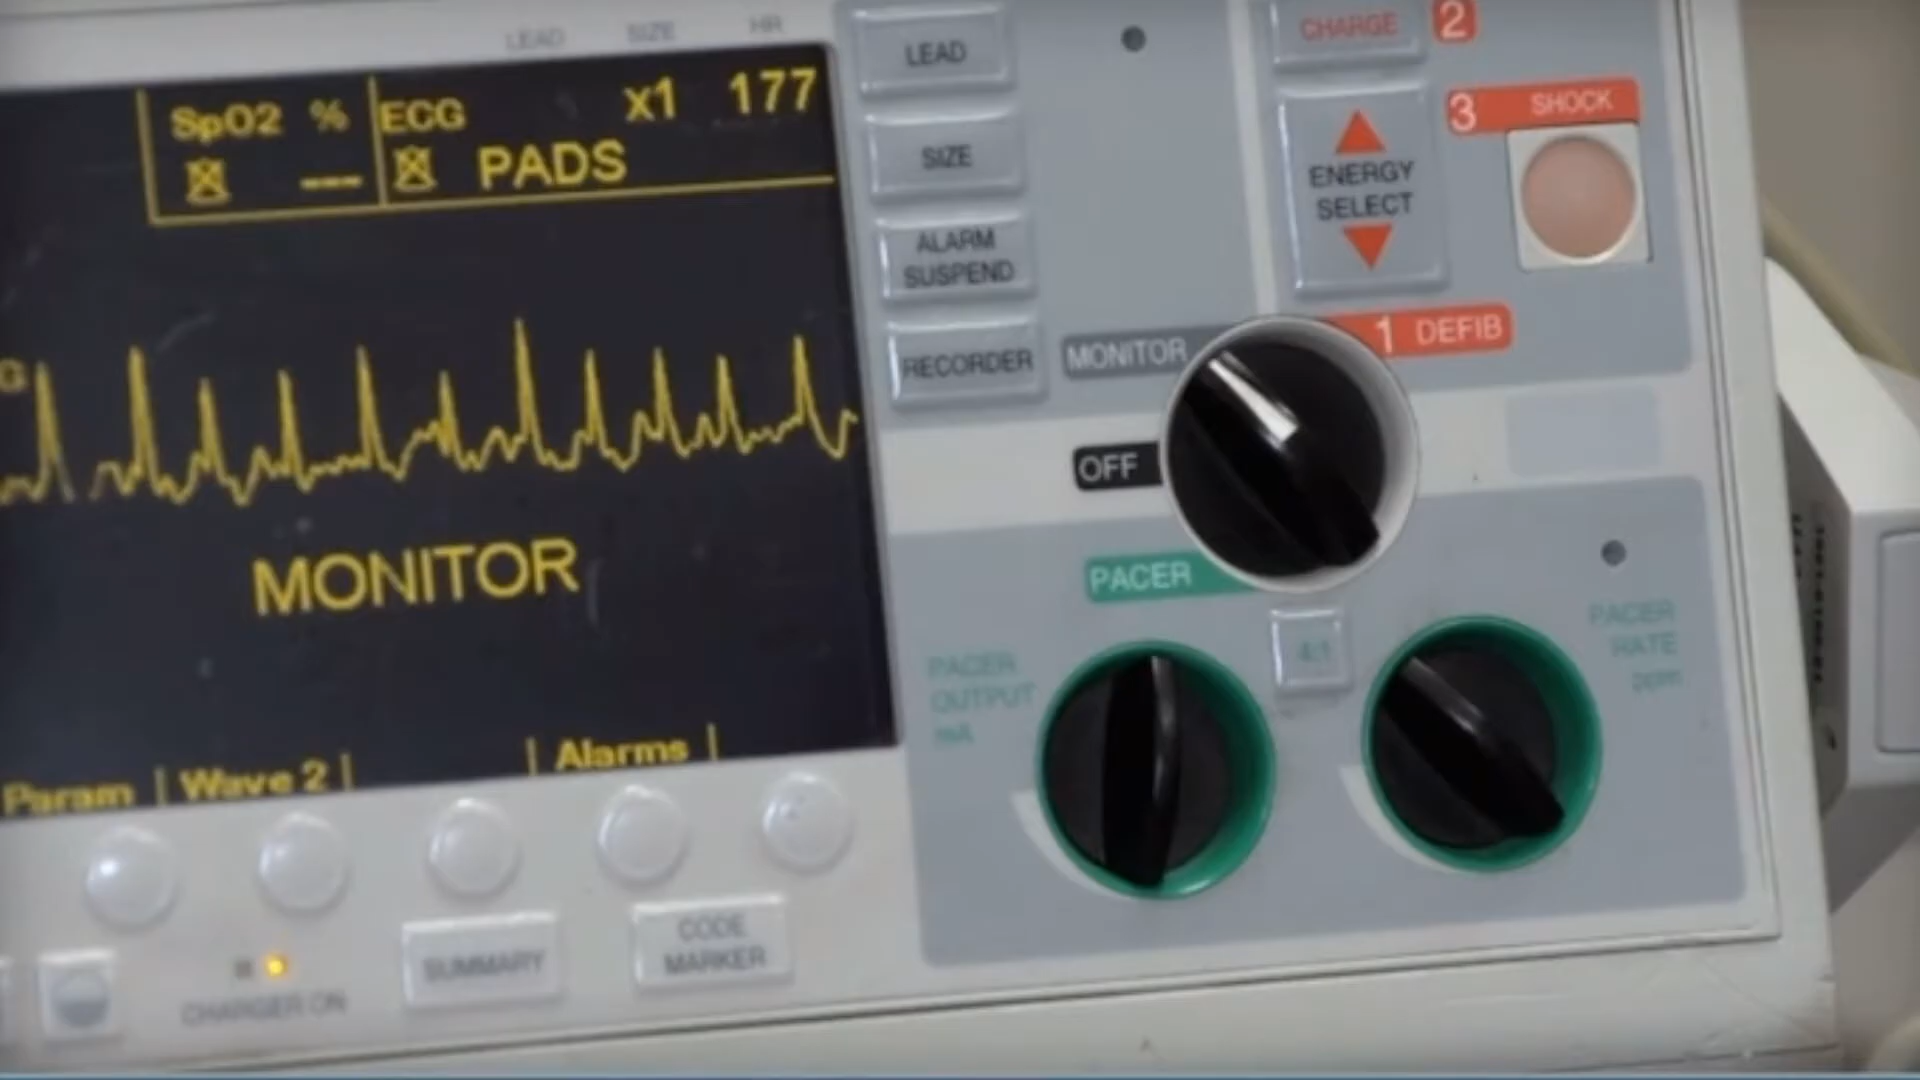 LEAD SIZE HR
SpO2 % ECG x1 177
--- PADS
G
MONITOR
Param | Wave 2 | | Alarms |
CHARGER ON
SUMMARY
CODE
MARKER
LEAD
SIZE
ALARM
SUSPEND
RECORDER
CHARGE 2
3 SHOCK
ENERGY
SELECT
MONITOR
1 DEFIB
OFF
PACER
PACER
OUTPUT
mA
4:1
PACER
RATE
ppm